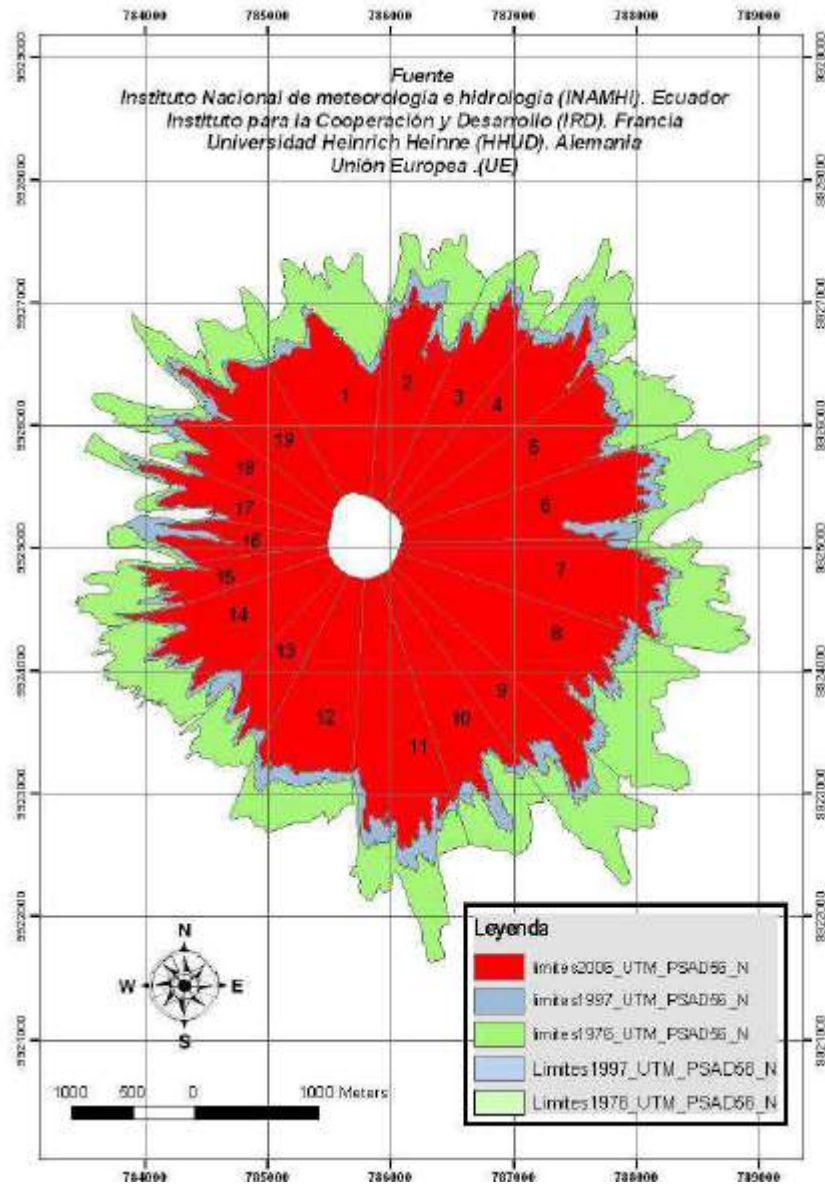 784000 785000 786000 787000 788000 789000
Fuente
Instituto Nacional de meteorología e hidrología (INAMHI). Ecuador
Instituto para la Cooperación y Desarrollo (IRD). Francia
Universidad Heinrich Heinne (HHUD). Alemania
Unión Europea .(UE)
1
2
3
4
5
6
7
8
9
10
11
12
13
14
15
16
17
18
19
Leyenda
limites1997_UTM_PSAD56_N
limites1976_UTM_PSAD56_N
Limites1997_UTM_PSAD56_N
Limites1976_UTM_PSAD56_N
N
W E
S
1000 500 0 1000 Meters
784000 785000 786000 787000 788000 789000